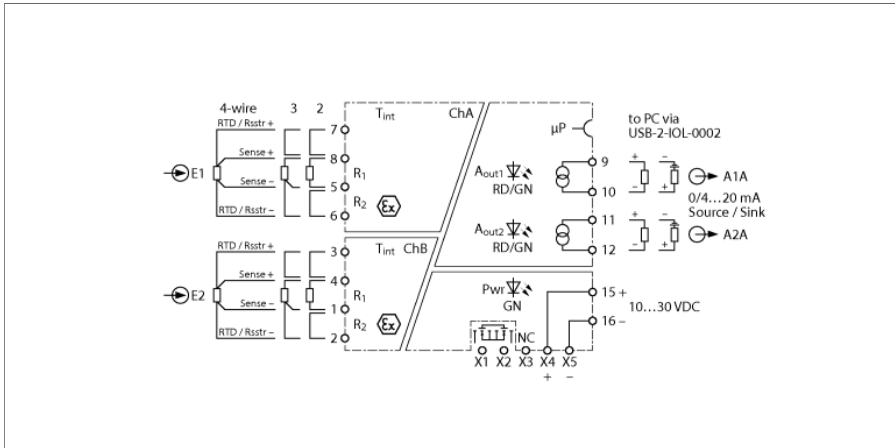 4-wire 3 2
RTD / Rsstr +
Sense +
Sense –
RTD / Rsstr –
E1
7
8
5
6
Tint ChA
R1
R2
Ex
RTD / Rsstr +
Sense +
Sense –
RTD / Rsstr –
E2
3
4
1
2
Tint ChB
R1
R2
Ex
µP
to PC via
USB-2-IOL-0002
Aout1
RD/GN
9
10
+ –
– +
A1A
0/4…20 mA
Source / Sink
Aout2
RD/GN
11
12
+ –
– +
A2A
Pwr
GN
15 +
16 –
10…30 VDC
NC
X1 X2 X3 X4 X5
+ –